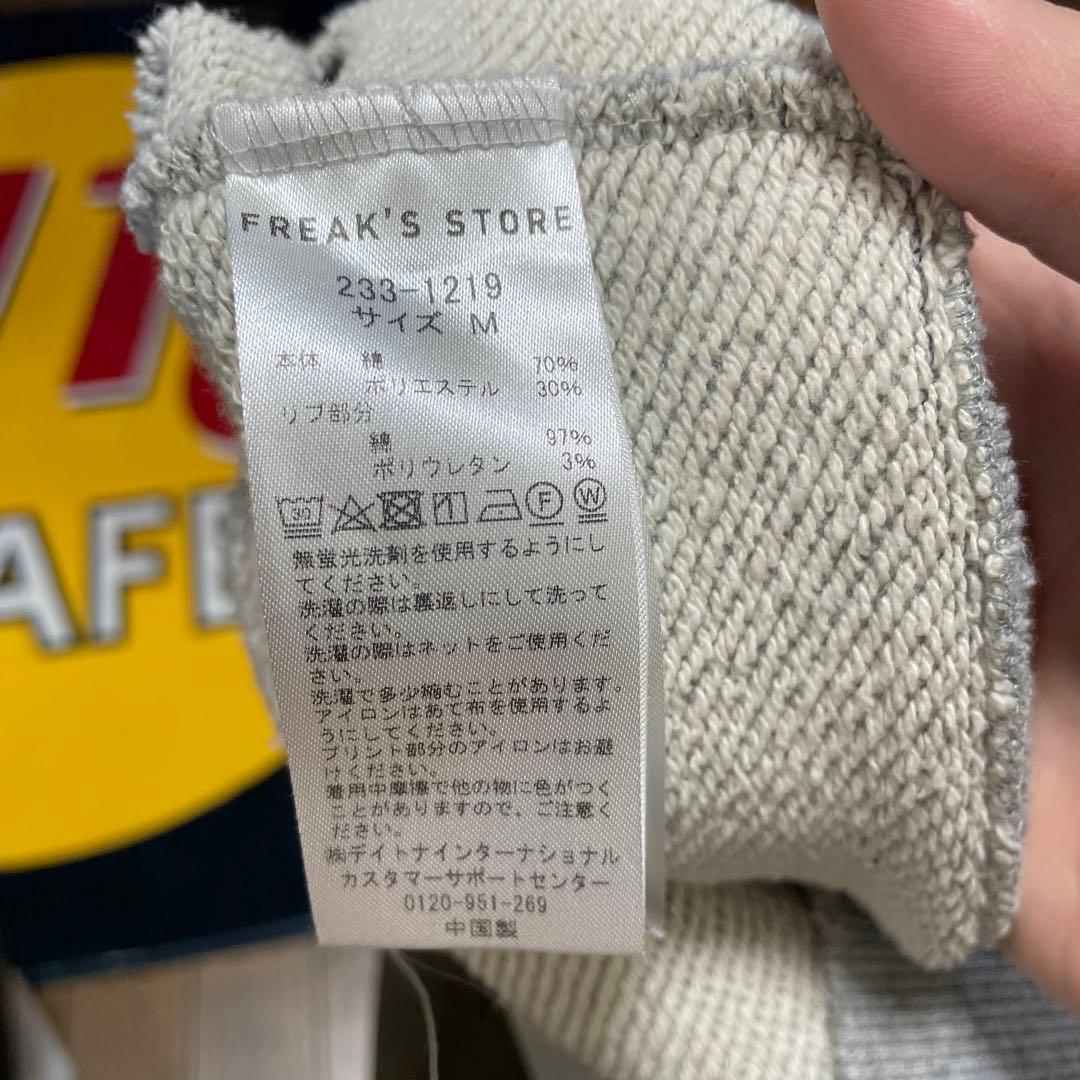 FREAK'S STORE
233-1219
サイズ M
本体 綿 70%
ポリエステル 30%
リブ部分
綿 97%
ポリウレタン 3%
30 F W
無蛍光洗剤を使用するようにし
てください。
洗濯の際は裏返しにして洗って
ください。
洗濯の際はネットをご使用くだ
さい。
洗濯で多少縮むことがあります。
アイロンはあて布を使用するよ
うにしてください。
プリント部分のアイロンはお避
けください。
着用中摩擦で他の物に色がつく
ことがありますので、ご注意く
ださい。
㈱デイトナインターナショナル
カスタマーサポートセンター
0120-951-269
中国製
AFE